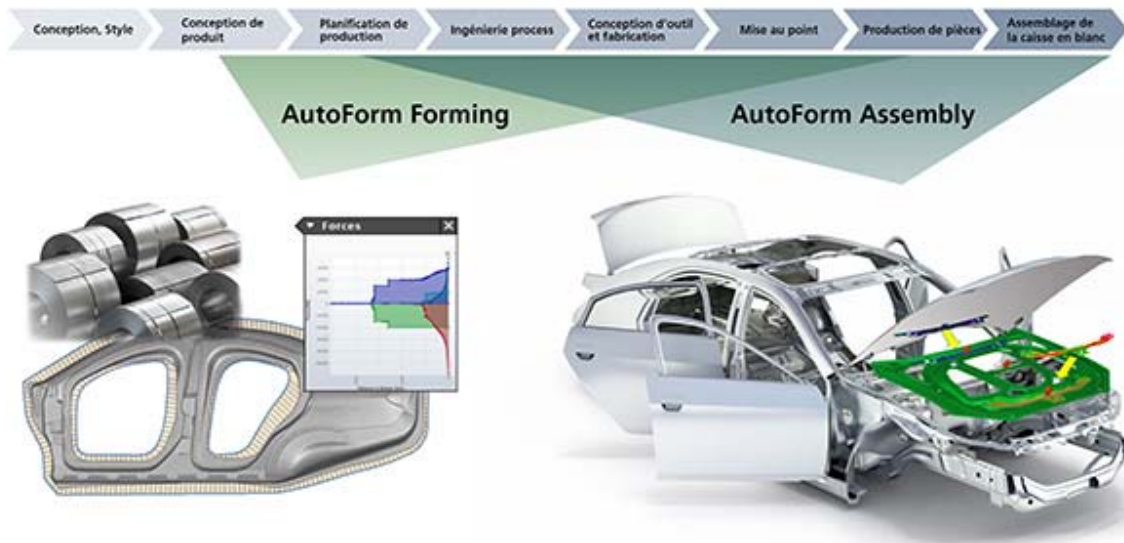 Conception, Style
Conception de
produit
Planification de
production
Ingénierie process
Conception d'outil
et fabrication
Mise au point
Production de pièces
Assemblage de
la caisse en blanc
AutoForm Forming
AutoForm Assembly
Forces